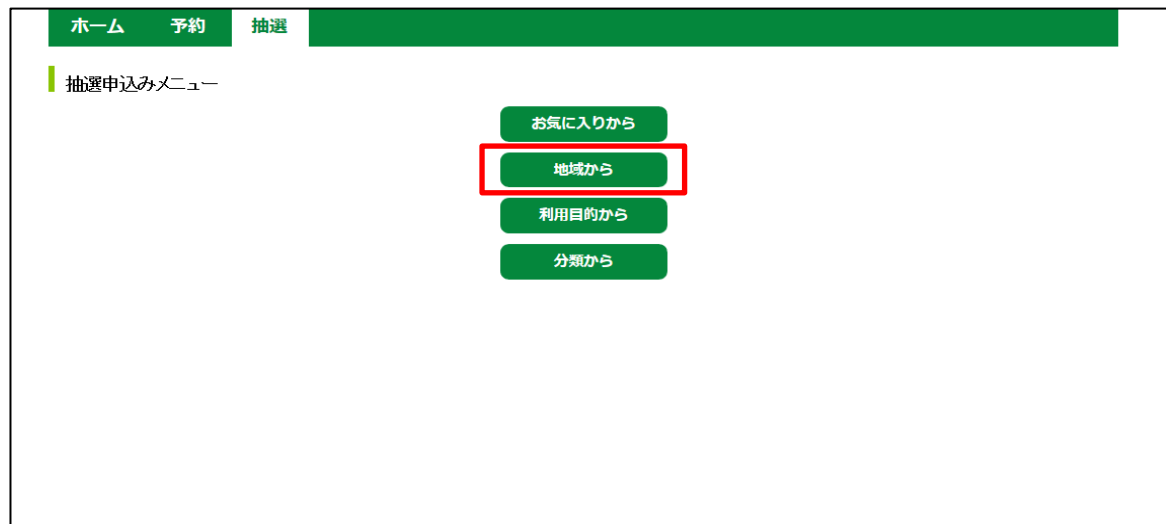 ホーム 予約 抽選
抽選申込みメニュー
お気に入りから
地域から
利用目的から
分類から